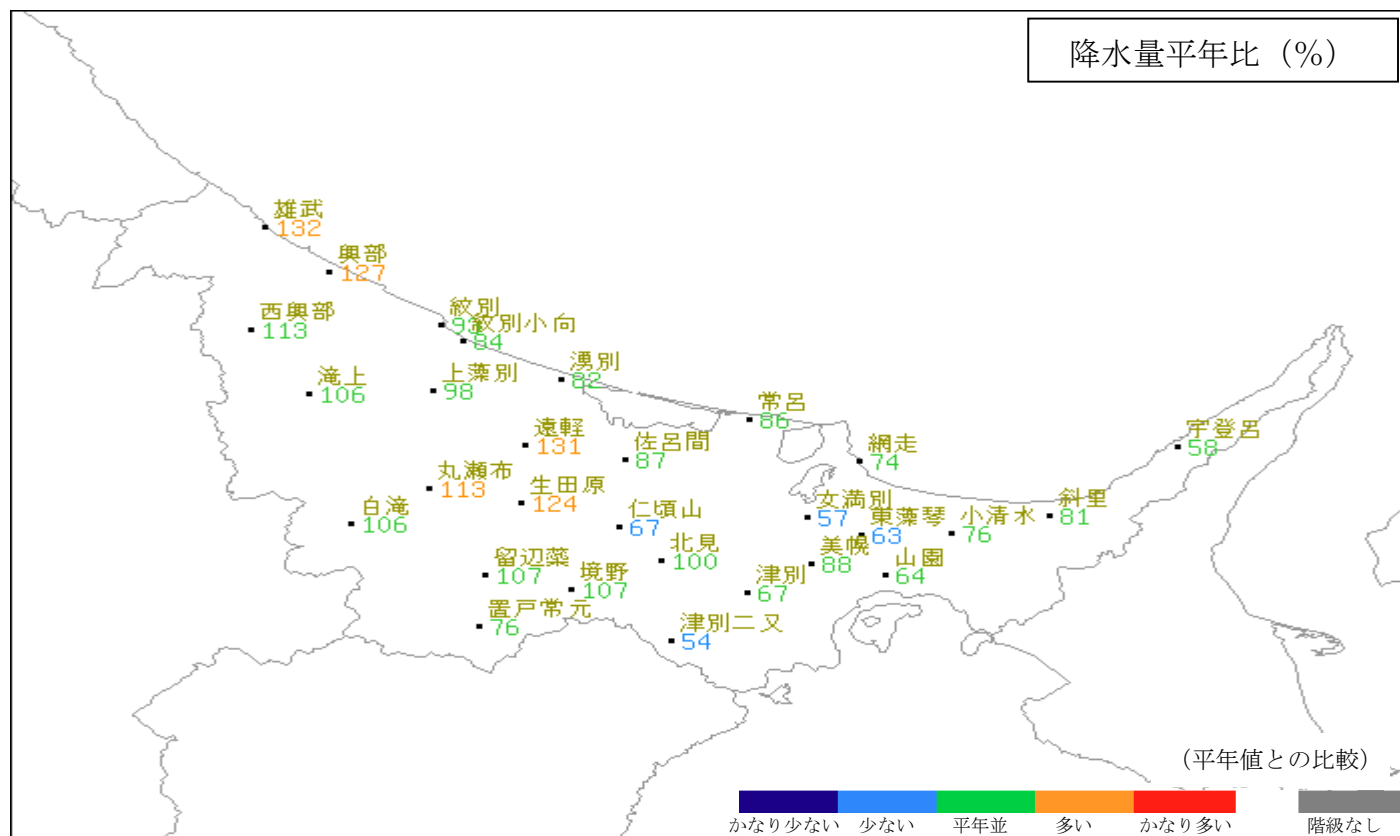 降水量平年比（％）
雄武
132
興部
127
西興部
113
紋別
93
紋別小向
84
滝上
106
上藻別
98
湧別
82
常呂
86
遠軽
131
佐呂間
87
網走
74
宇登呂
58
丸瀬布
113
生田原
124
白滝
106
仁頃山
67
女満別
57
東藻琴
63
小清水
76
斜里
81
北見
100
美幌
88
山園
64
留辺蘂
107
境野
107
津別
67
置戸常元
76
津別二又
54
（平年値との比較）
かなり少ない 少ない 平年並 多い かなり多い 階級なし